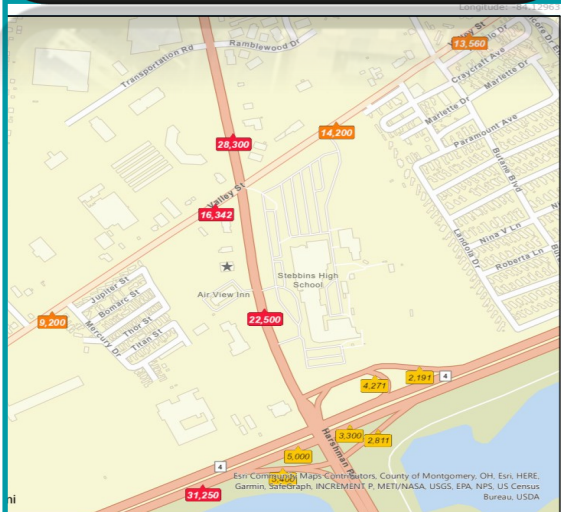 Longitude: -84.12963
Transportation Rd
Ramblewood Dr
13,560
Craycraft Ave
Marlette Dr
Marlette Dr
Paramount Ave
14,200
28,300
Butane Blvd
Valley St
16,342
Nina V Ln
Landola Dr
Roberta Ln
Stebbins High
School
Air View Inn
Jupiter St
Bomarc St
Thor St
Titan St
Mercury Dr
9,200
22,500
4
2,191
4,271
3,300
2,811
Harshman
5,000
4
3,400
31,250
Esri Community Maps Contributors, County of Montgomery, OH, Esri, HERE,
Garmin, SafeGraph, INCREMENT P, METI/NASA, USGS, EPA, NPS, US Census
Bureau, USDA
ni